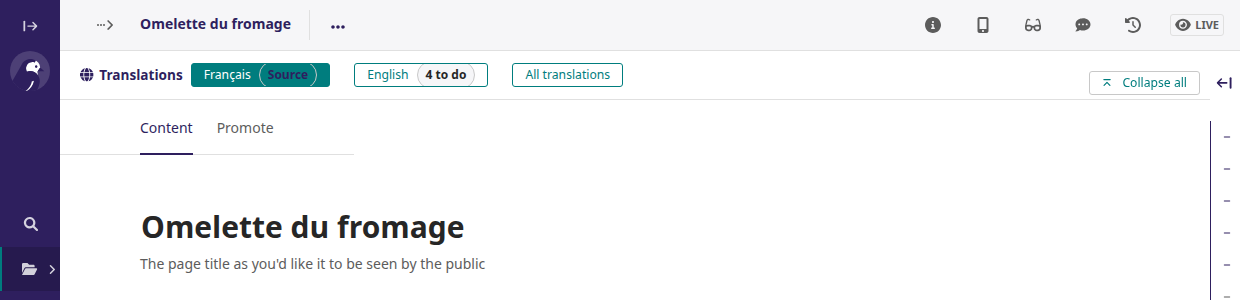 Omelette du fromage
LIVE
Translations Français Source English 4 to do All translations
Collapse all
Content Promote
Omelette du fromage
The page title as you'd like it to be seen by the public